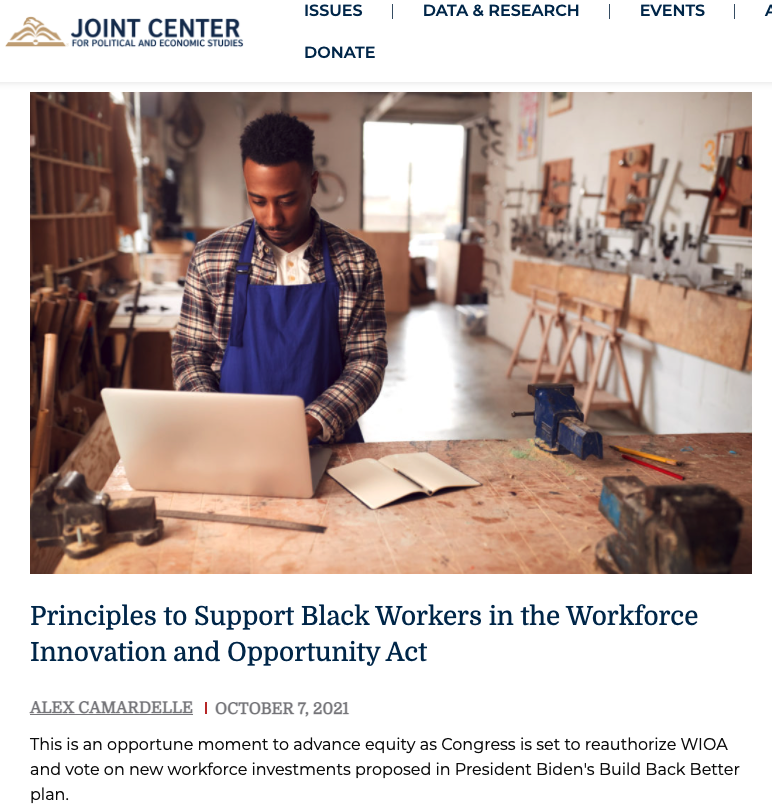 JOINT CENTER
FOR POLITICAL AND ECONOMIC STUDIES
ISSUES | DATA & RESEARCH | EVENTS |
DONATE
Principles to Support Black Workers in the Workforce
Innovation and Opportunity Act
ALEX CAMARDELLE | OCTOBER 7, 2021
This is an opportune moment to advance equity as Congress is set to reauthorize WIOA
and vote on new workforce investments proposed in President Biden's Build Back Better
plan.